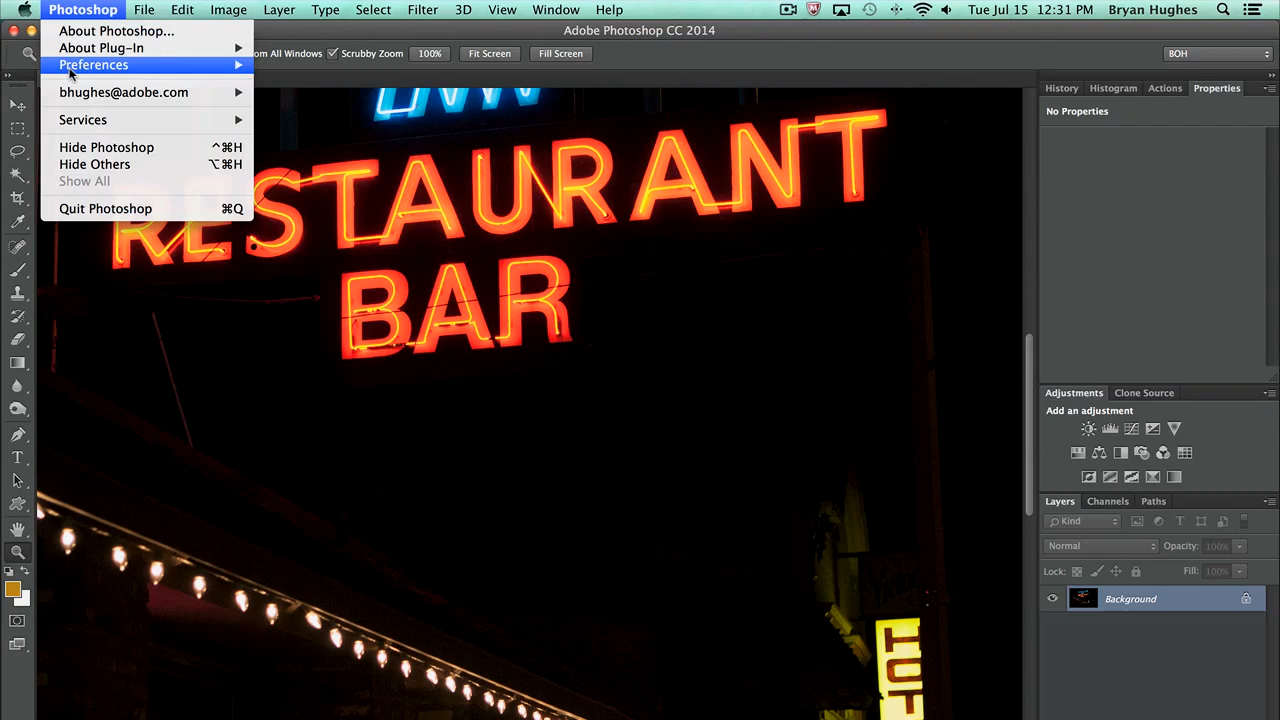 Photoshop File Edit Image Layer Type Select Filter 3D View Window Help Tue Jul 15 12:31 PM Bryan Hughes
Adobe Photoshop CC 2014
About Photoshop...
About Plug-In
Preferences
bhughes@adobe.com
Services
Hide Photoshop ^⌘H
Hide Others ⌥⌘H
Show All
Quit Photoshop ⌘Q
All Windows Scrubby Zoom 100% Fit Screen Fill Screen BOH
History Histogram Actions Properties
No Properties
INN
RESTAURANT
BAR
Adjustments Clone Source
Add an adjustment
Layers Channels Paths
Kind
Normal Opacity: 100%
Lock: Fill: 100%
Background